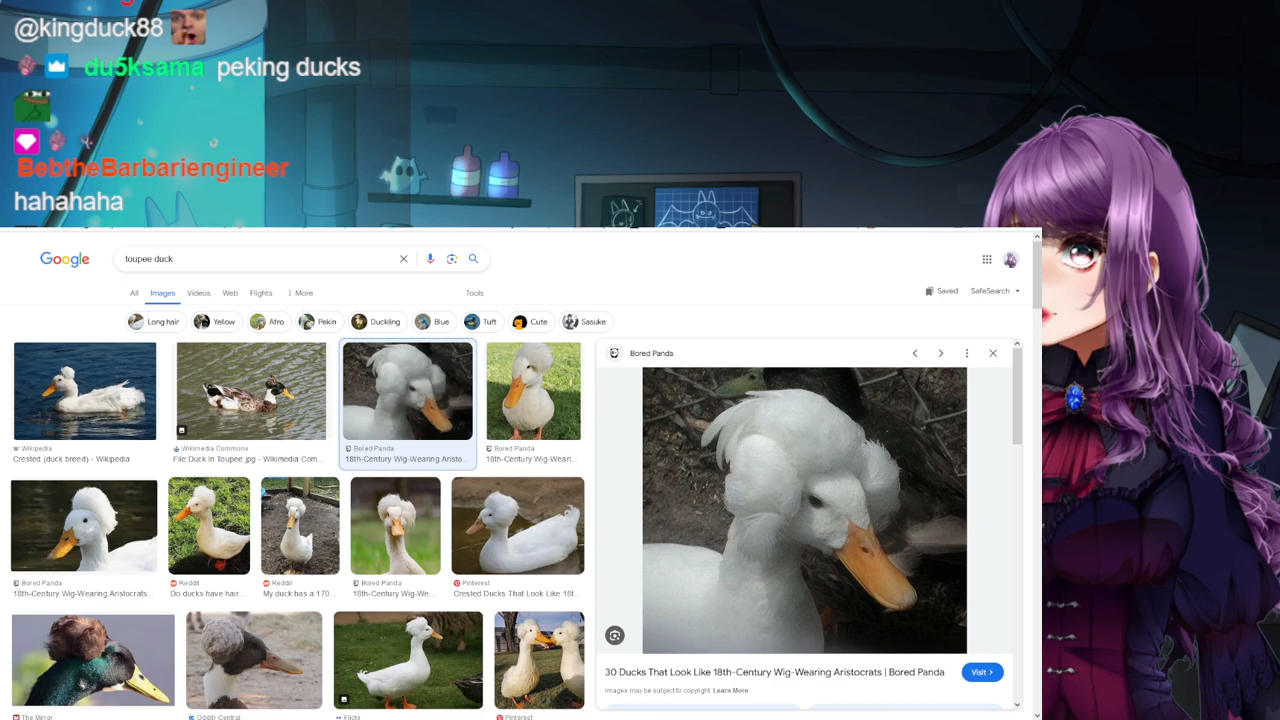 @kingduck88
du5ksama peking ducks
BebtheBarbariengineer
hahahaha
Google
toupee duck
All Images Videos Web Flights More Tools
Saved SafeSearch
Long hair Yellow Afro Pekin Duckling Blue Tuft Cute Sasuke
Wikipedia
Crested (duck breed) - Wikipedia
Wikimedia Commons
File:Duck in Toupee.jpg - Wikimedia Com...
Bored Panda
18th-Century Wig-Wearing Aristo...
Bored Panda
18th-Century Wig-Weari...
Bored Panda
18th-Century Wig-Wearing Aristocrats...
Reddit
Do ducks have hair...
Reddit
My duck has a 170...
Bored Panda
18th-Century Wig-We...
Pinterest
Crested Ducks That Look Like 18t...
The Mirror
Oddity Central
Flickr
Pinterest
Bored Panda
30 Ducks That Look Like 18th-Century Wig-Wearing Aristocrats | Bored Panda
Visit
Images may be subject to copyright. Learn More